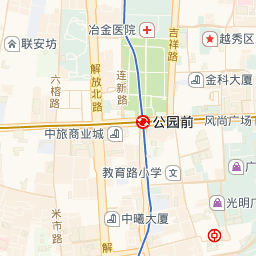 冶金医院
吉祥路
越秀区
联安坊
解放北路
连新路
六榕路
金科大厦
公园前
风尚广场
中旅商业城
教育路小学
广
光明广
米市路
解放
中曦大厦